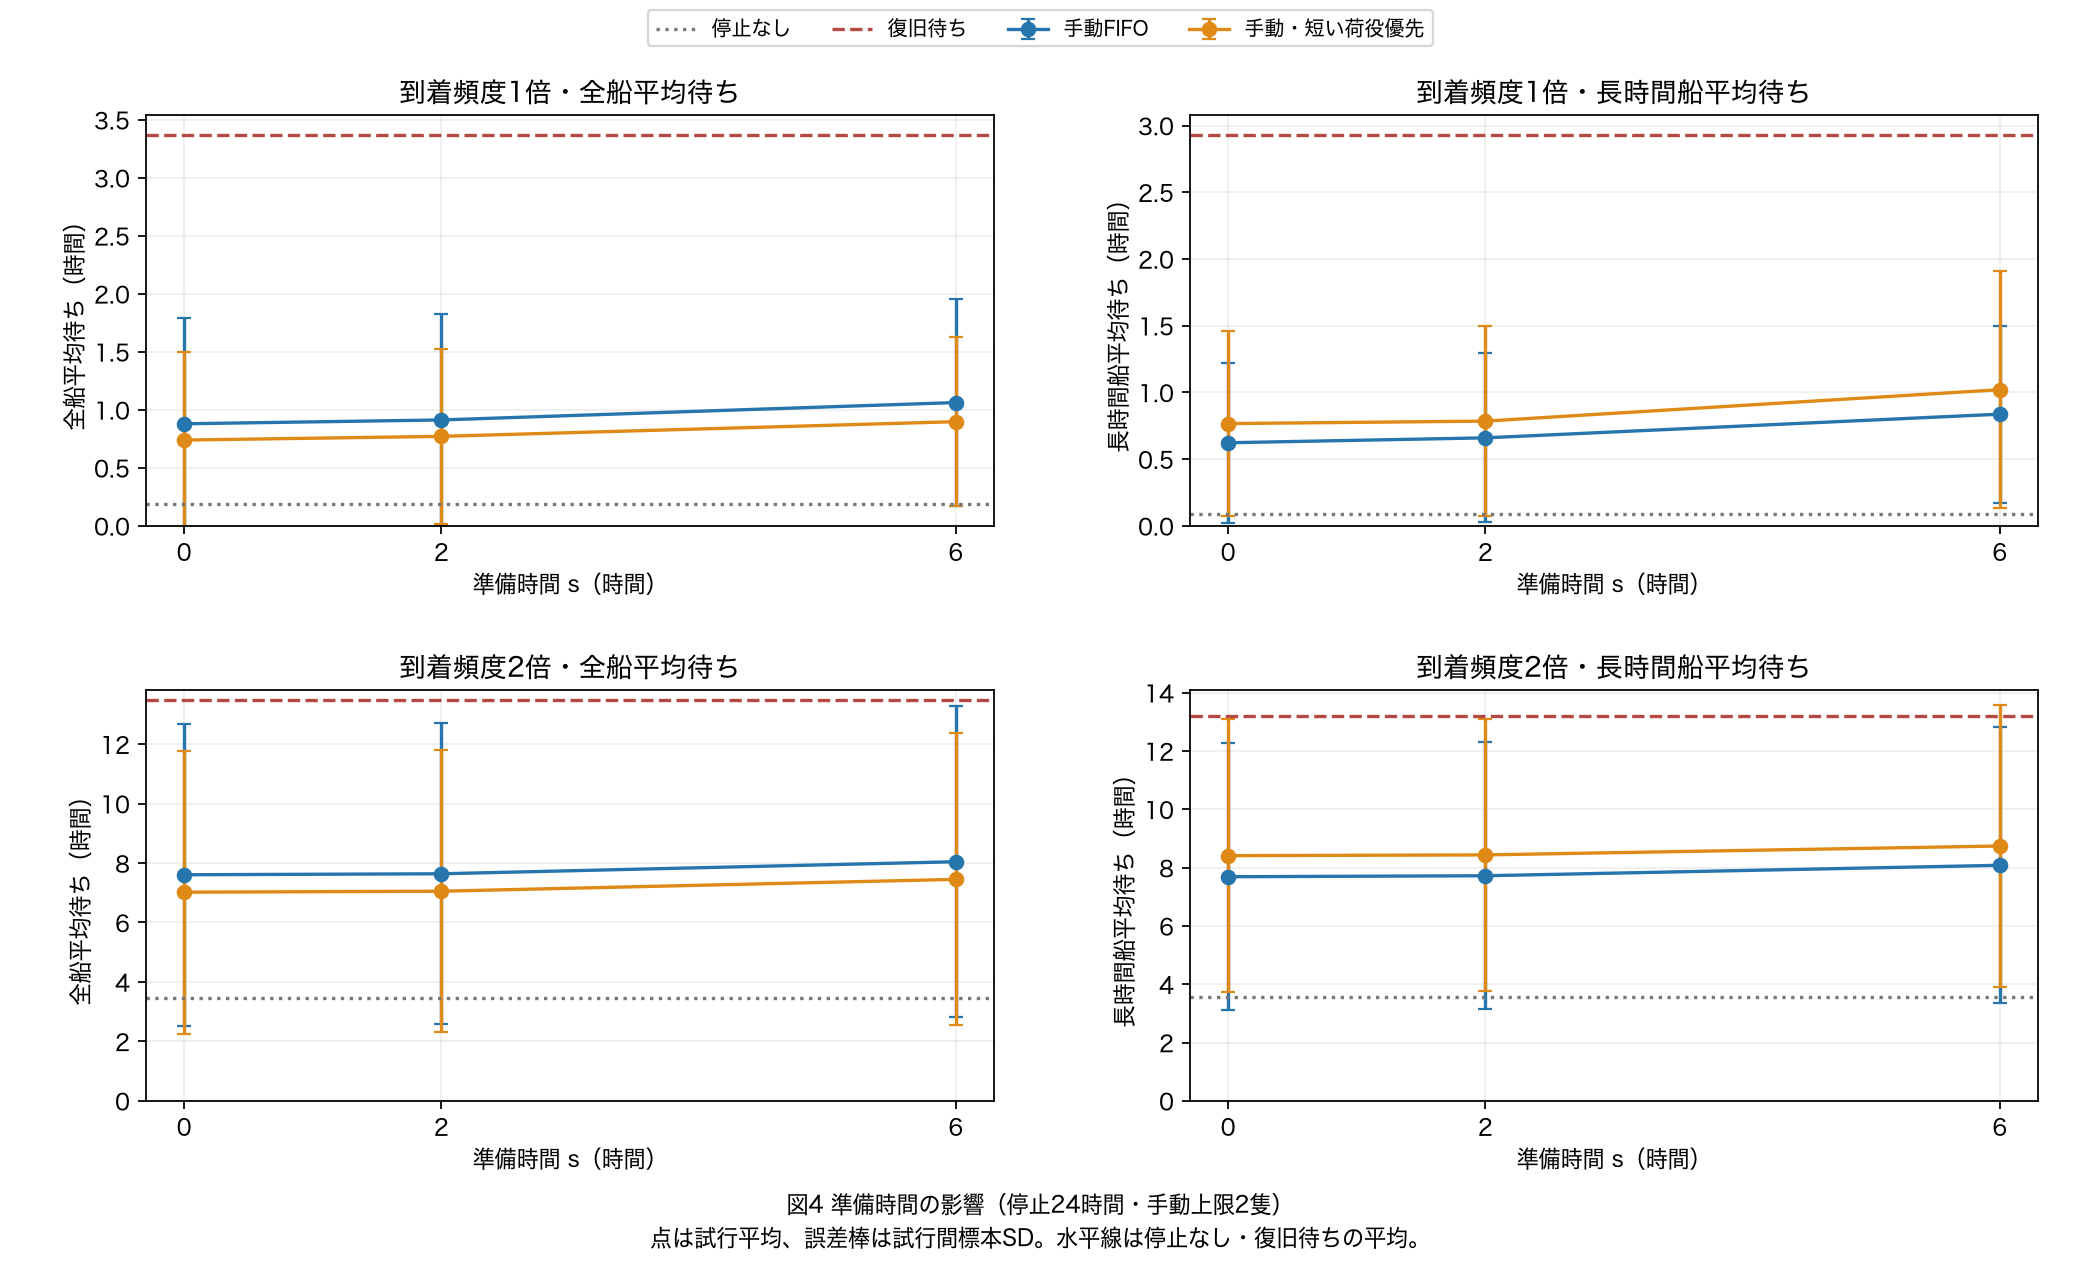 停止なし 復旧待ち 手動FIFO 手動・短い荷役優先
到着頻度1倍・全船平均待ち
全船平均待ち（時間）
3.5
3.0
2.5
2.0
1.5
1.0
0.5
0.0
0 2 6
準備時間 s（時間）
到着頻度1倍・長時間船平均待ち
長時間船平均待ち（時間）
3.0
2.5
2.0
1.5
1.0
0.5
0.0
0 2 6
準備時間 s（時間）
到着頻度2倍・全船平均待ち
全船平均待ち（時間）
12
10
8
6
4
2
0
0 2 6
準備時間 s（時間）
到着頻度2倍・長時間船平均待ち
長時間船平均待ち（時間）
14
12
10
8
6
4
2
0
0 2 6
準備時間 s（時間）
図4 準備時間の影響（停止24時間・手動上限2隻）
点は試行平均、誤差棒は試行間標本SD。水平線は停止なし・復旧待ちの平均。